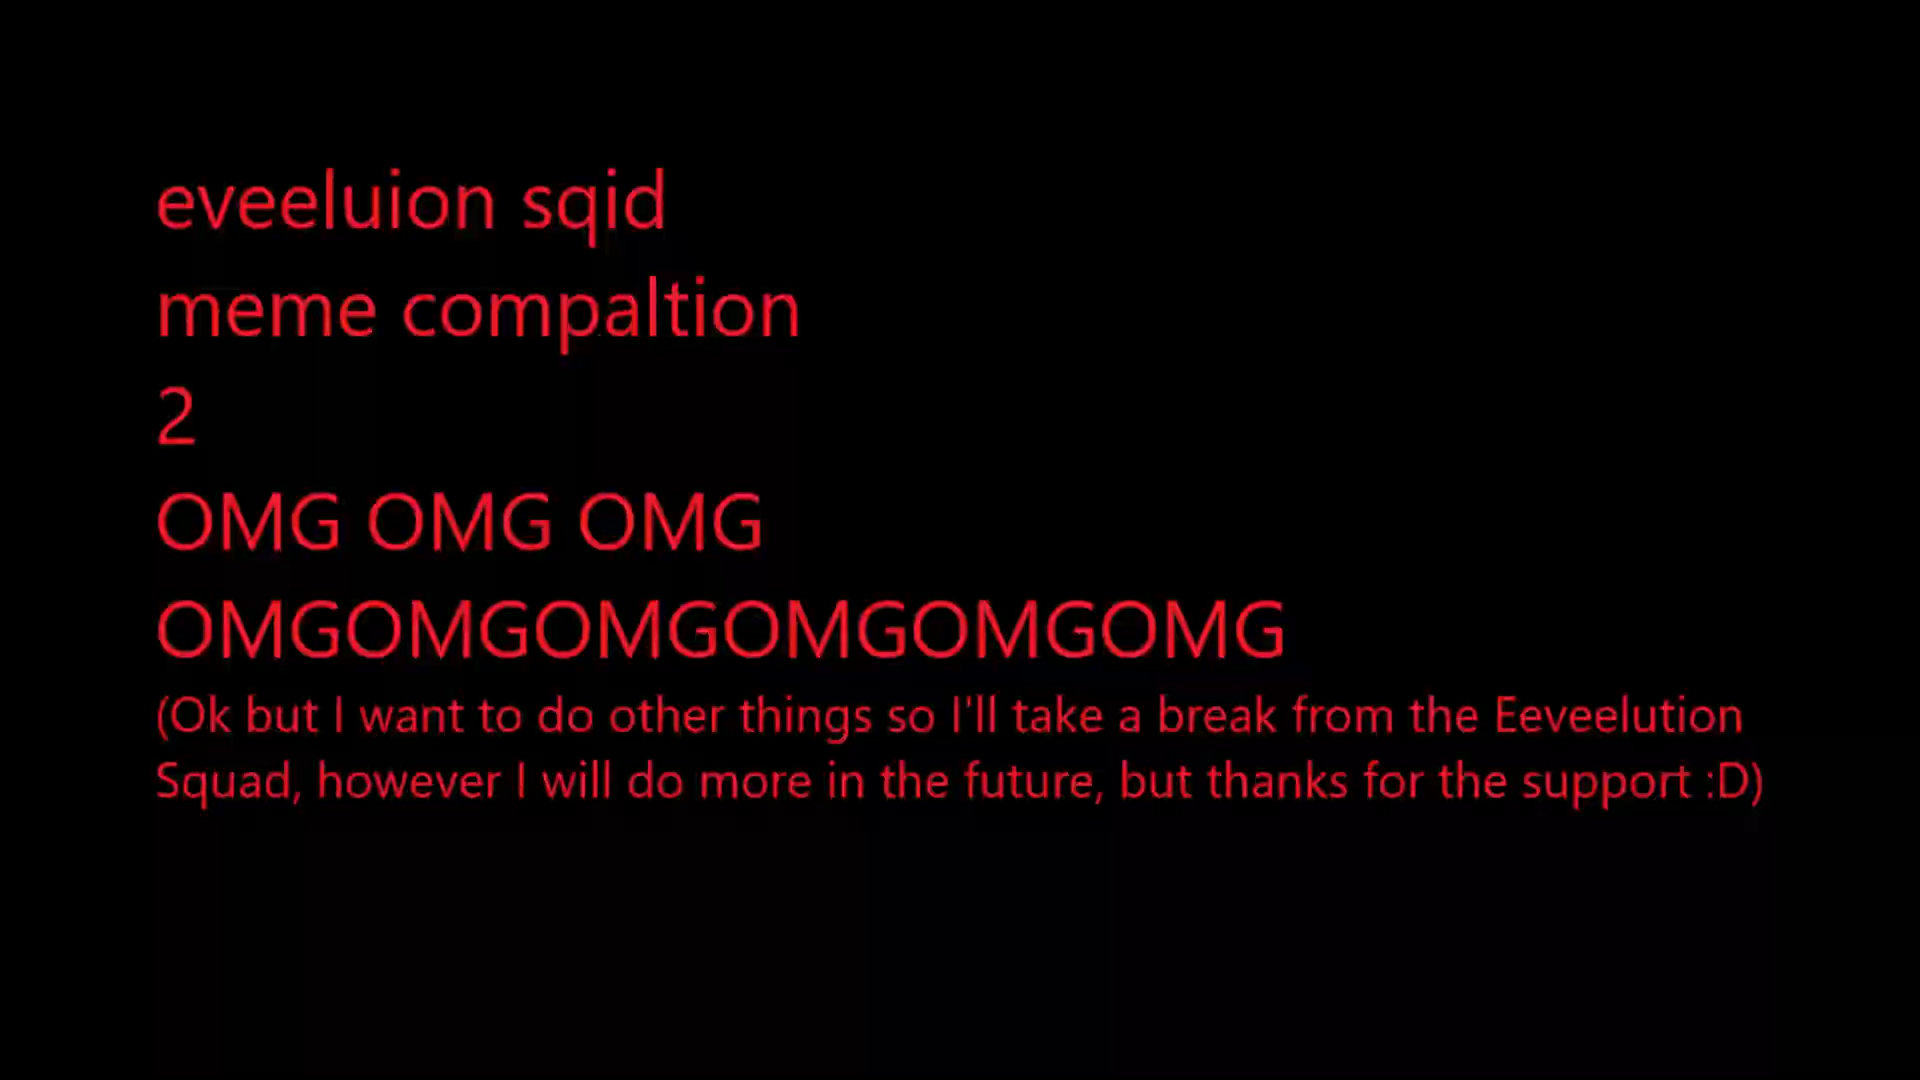 eveeluion sqid
meme compaltion
2
OMG OMG OMG
OMGOMGOMGOMGOMGOMG
(Ok but I want to do other things so I'll take a break from the Eeveelution
Squad, however I will do more in the future, but thanks for the support :D)